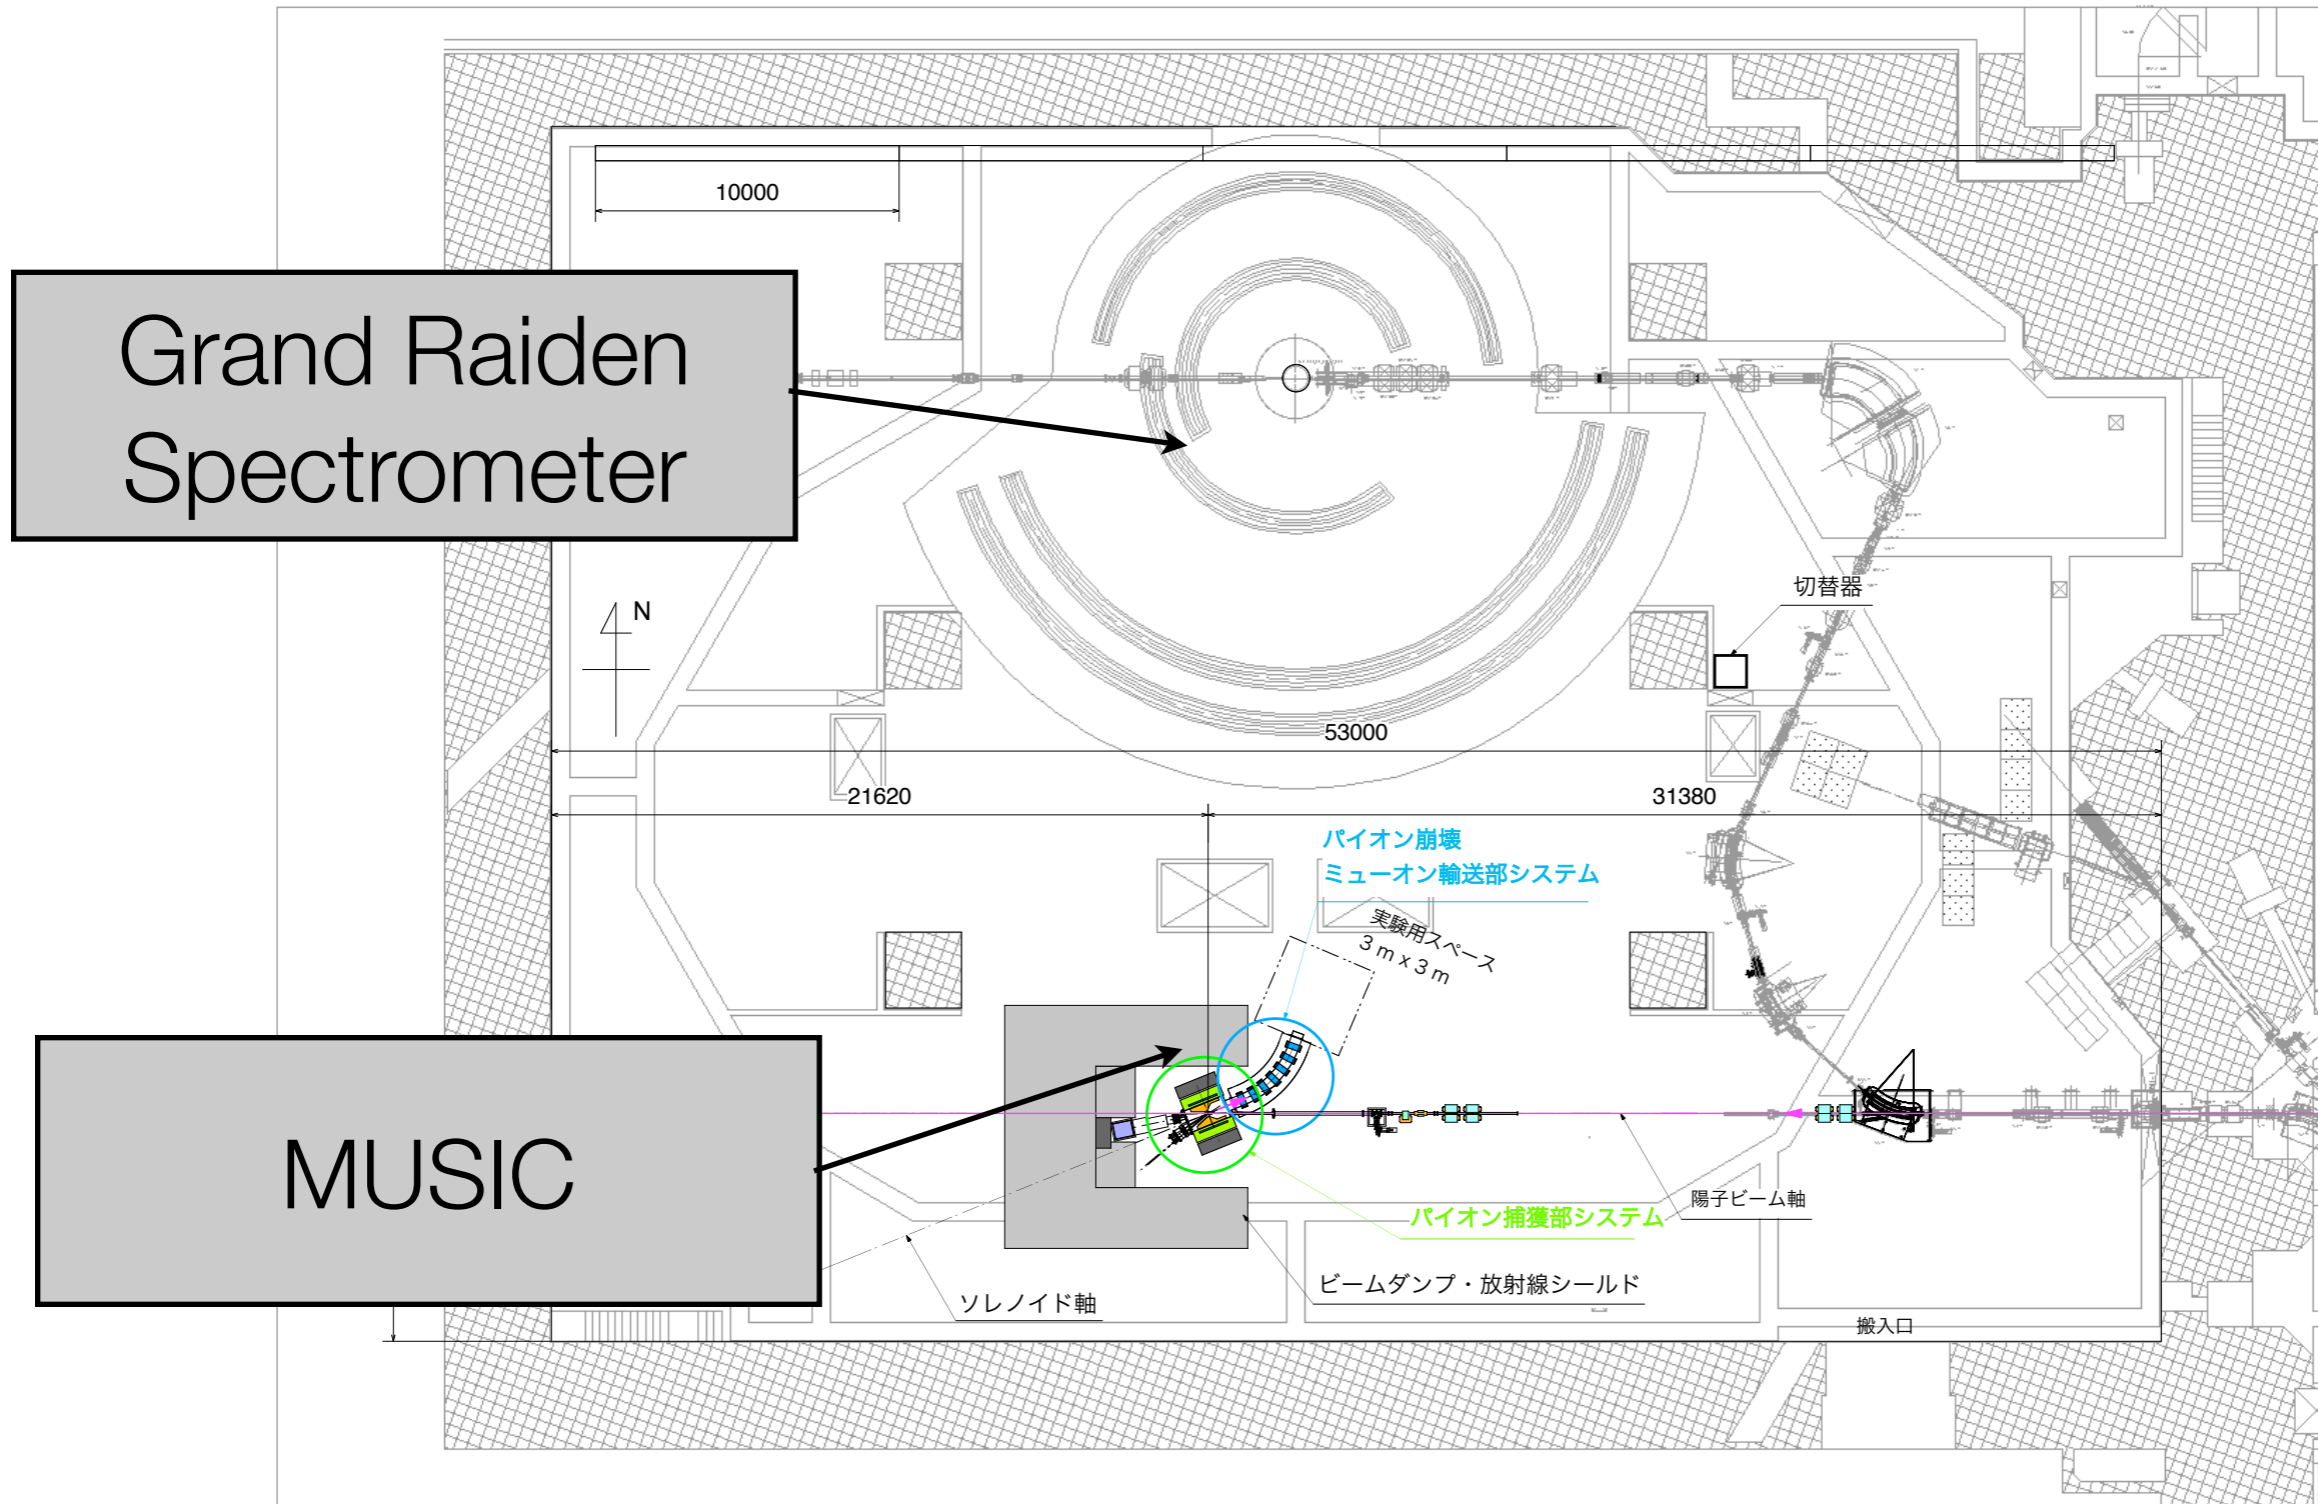 10000
Grand Raiden
Spectrometer
切替器
N
53000
21620
31380
パイオン崩壊
ミューオン輸送部システム
実験用スペース
3 m x 3 m
MUSIC
陽子ビーム軸
パイオン捕獲部システム
ビームダンプ・放射線シールド
ソレノイド軸
搬入口